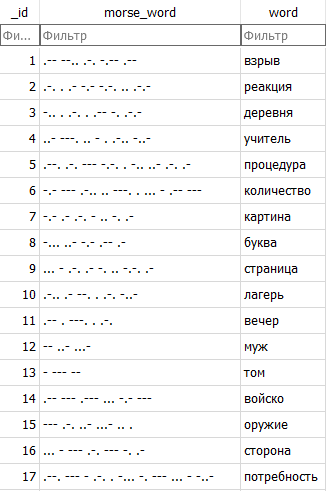 _id morse_word word
Фи... Фильтр Фильтр
1 .-- --.. .-. -.-- .-- взрыв
2 .-. . .- -.- -.-. .. .-.- реакция
3 -.. . .-. . .-- -. .-.- деревня
4 ..- ---. .. - . .-.. -..- учитель
5 .--. .-. --- -.-. . -.. ..- .-. .- процедура
6 -.- --- .-.. .. ---. . ... - .-- --- количество
7 -.- .- .-. - .. -. .- картина
8 -... ..- -.- .-- .- буква
9 ... - .-. .- -. .. -.-. .- страница
10 .-.. .- --. . .-. -..- лагерь
11 .-- . ---. . .-. вечер
12 -- ..- ...- муж
13 - --- -- том
14 .-- --- .--- ... -.- --- войско
15 --- .-. ..- ...- .. . оружие
16 ... - --- .-. --- -. .- сторона
17 .--. --- - .-. . -... -. --- ... - -..- потребность